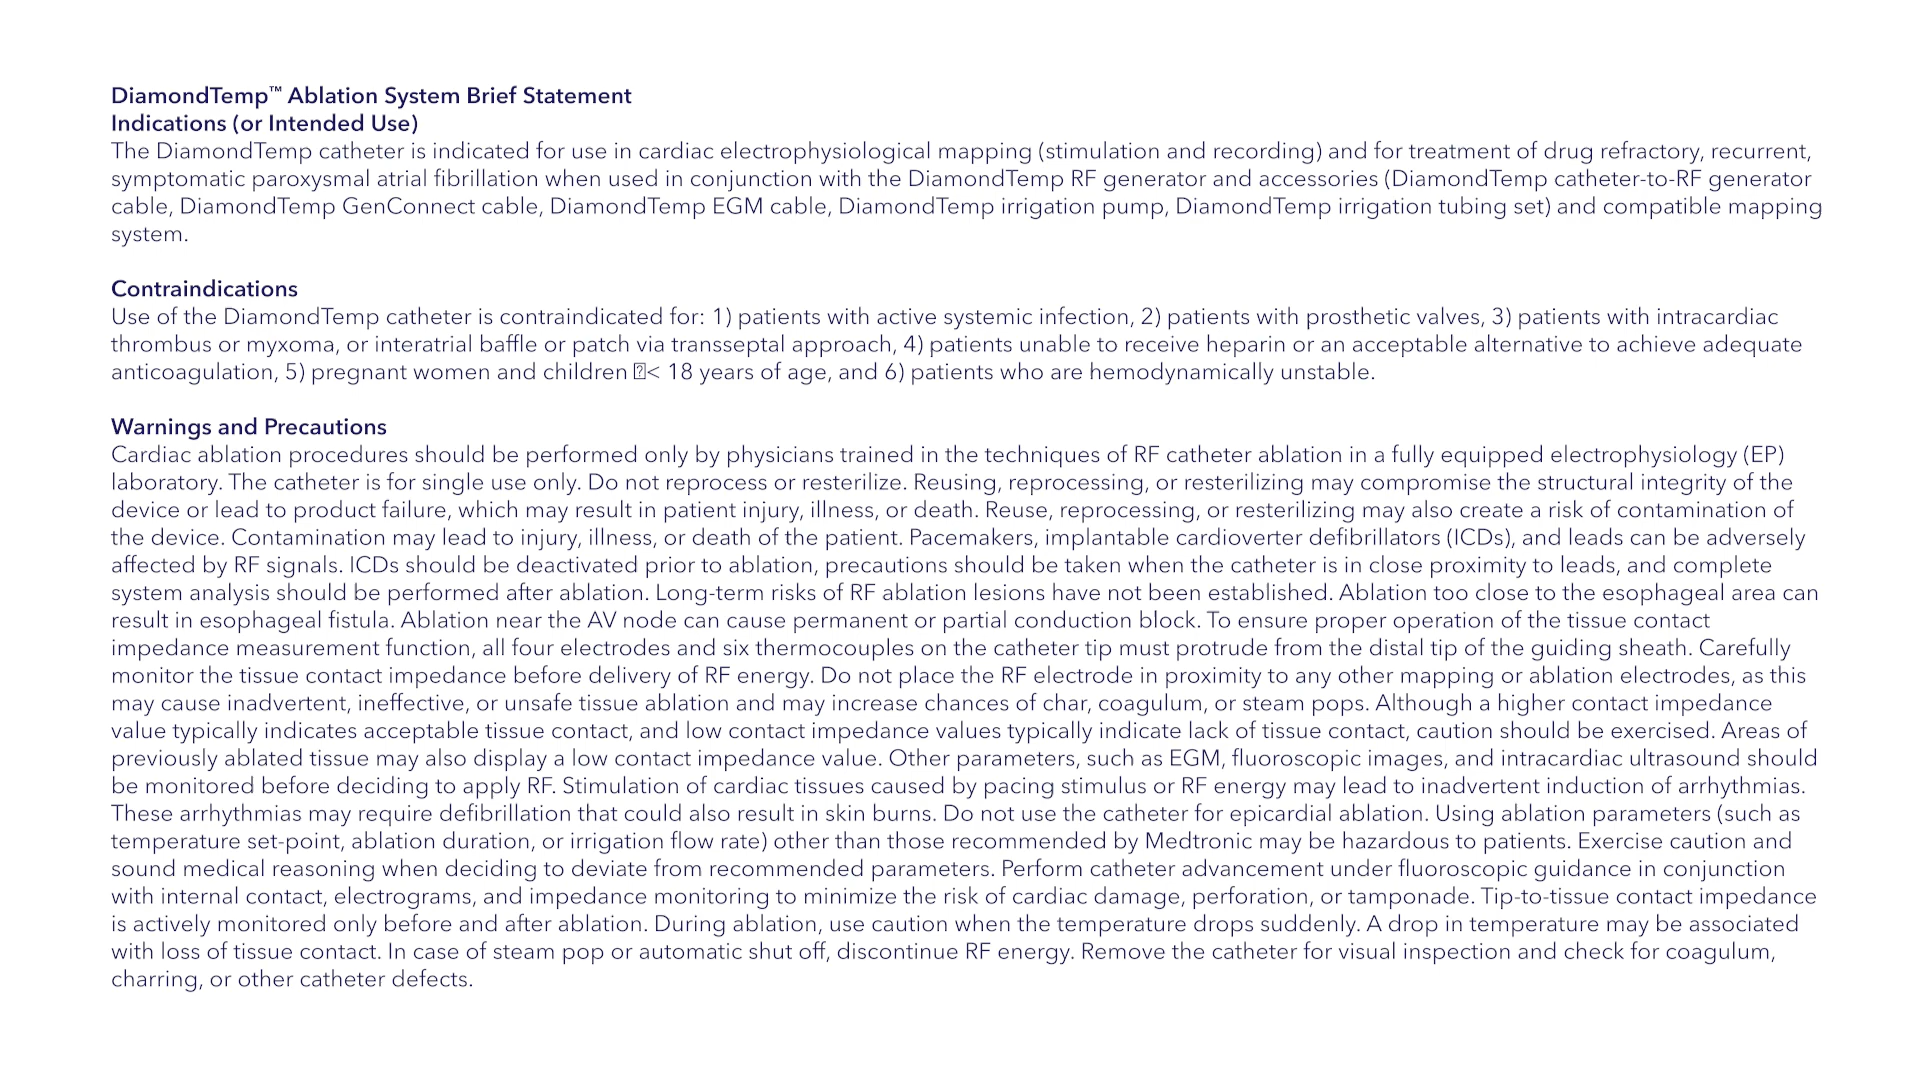 DiamondTemp™ Ablation System Brief Statement
Indications (or Intended Use)
The DiamondTemp catheter is indicated for use in cardiac electrophysiological mapping (stimulation and recording) and for treatment of drug refractory, recurrent,
symptomatic paroxysmal atrial fibrillation when used in conjunction with the DiamondTemp RF generator and accessories (DiamondTemp catheter-to-RF generator
cable, DiamondTemp GenConnect cable, DiamondTemp EGM cable, DiamondTemp irrigation pump, DiamondTemp irrigation tubing set) and compatible mapping
system.
Contraindications
Use of the DiamondTemp catheter is contraindicated for: 1) patients with active systemic infection, 2) patients with prosthetic valves, 3) patients with intracardiac
thrombus or myxoma, or interatrial baffle or patch via transseptal approach, 4) patients unable to receive heparin or an acceptable alternative to achieve adequate
anticoagulation, 5) pregnant women and children < 18 years of age, and 6) patients who are hemodynamically unstable.
Warnings and Precautions
Cardiac ablation procedures should be performed only by physicians trained in the techniques of RF catheter ablation in a fully equipped electrophysiology (EP)
laboratory. The catheter is for single use only. Do not reprocess or resterilize. Reusing, reprocessing, or resterilizing may compromise the structural integrity of the
device or lead to product failure, which may result in patient injury, illness, or death. Reuse, reprocessing, or resterilizing may also create a risk of contamination of
the device. Contamination may lead to injury, illness, or death of the patient. Pacemakers, implantable cardioverter defibrillators (ICDs), and leads can be adversely
affected by RF signals. ICDs should be deactivated prior to ablation, precautions should be taken when the catheter is in close proximity to leads, and complete
system analysis should be performed after ablation. Long-term risks of RF ablation lesions have not been established. Ablation too close to the esophageal area can
result in esophageal fistula. Ablation near the AV node can cause permanent or partial conduction block. To ensure proper operation of the tissue contact
impedance measurement function, all four electrodes and six thermocouples on the catheter tip must protrude from the distal tip of the guiding sheath. Carefully
monitor the tissue contact impedance before delivery of RF energy. Do not place the RF electrode in proximity to any other mapping or ablation electrodes, as this
may cause inadvertent, ineffective, or unsafe tissue ablation and may increase chances of char, coagulum, or steam pops. Although a higher contact impedance
value typically indicates acceptable tissue contact, and low contact impedance values typically indicate lack of tissue contact, caution should be exercised. Areas of
previously ablated tissue may also display a low contact impedance value. Other parameters, such as EGM, fluoroscopic images, and intracardiac ultrasound should
be monitored before deciding to apply RF. Stimulation of cardiac tissues caused by pacing stimulus or RF energy may lead to inadvertent induction of arrhythmias.
These arrhythmias may require defibrillation that could also result in skin burns. Do not use the catheter for epicardial ablation. Using ablation parameters (such as
temperature set-point, ablation duration, or irrigation flow rate) other than those recommended by Medtronic may be hazardous to patients. Exercise caution and
sound medical reasoning when deciding to deviate from recommended parameters. Perform catheter advancement under fluoroscopic guidance in conjunction
with internal contact, electrograms, and impedance monitoring to minimize the risk of cardiac damage, perforation, or tamponade. Tip-to-tissue contact impedance
is actively monitored only before and after ablation. During ablation, use caution when the temperature drops suddenly. A drop in temperature may be associated
with loss of tissue contact. In case of steam pop or automatic shut off, discontinue RF energy. Remove the catheter for visual inspection and check for coagulum,
charring, or other catheter defects.